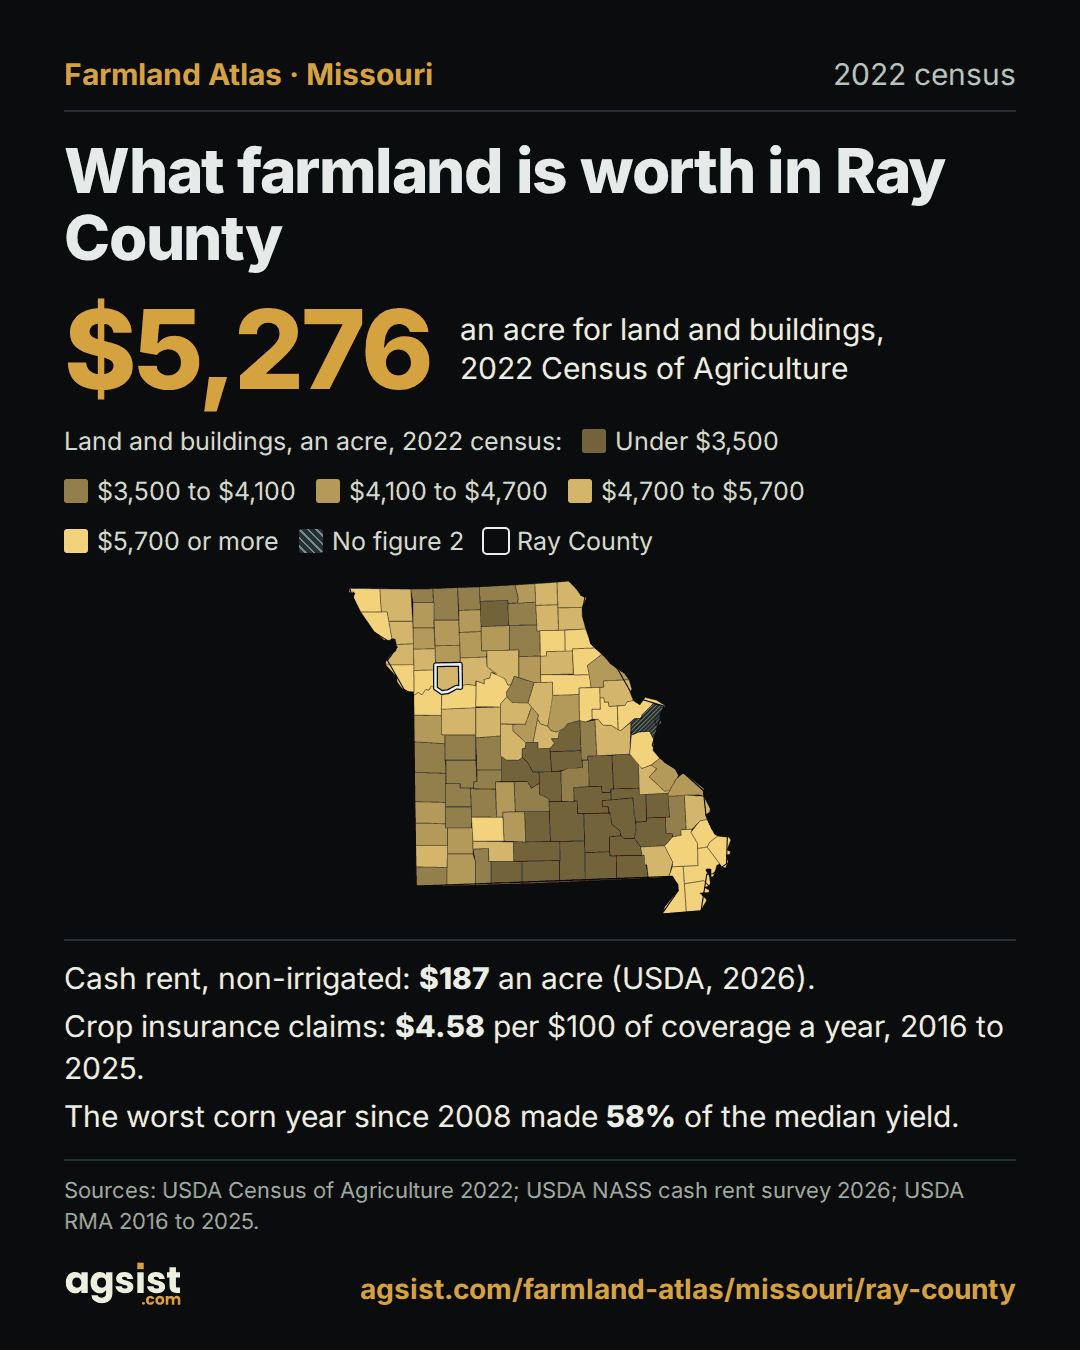 Farmland Atlas · Missouri
2022 census
What farmland is worth in Ray
County
$5,276
an acre for land and buildings,
2022 Census of Agriculture
Land and buildings, an acre, 2022 census: Under $3,500
$3,500 to $4,100 $4,100 to $4,700 $4,700 to $5,700
$5,700 or more No figure 2 Ray County
Cash rent, non-irrigated: $187 an acre (USDA, 2026).
Crop insurance claims: $4.58 per $100 of coverage a year, 2016 to
2025.
The worst corn year since 2008 made 58% of the median yield.
Sources: USDA Census of Agriculture 2022; USDA NASS cash rent survey 2026; USDA
RMA 2016 to 2025.
agsist
.com
agsist.com/farmland-atlas/missouri/ray-county